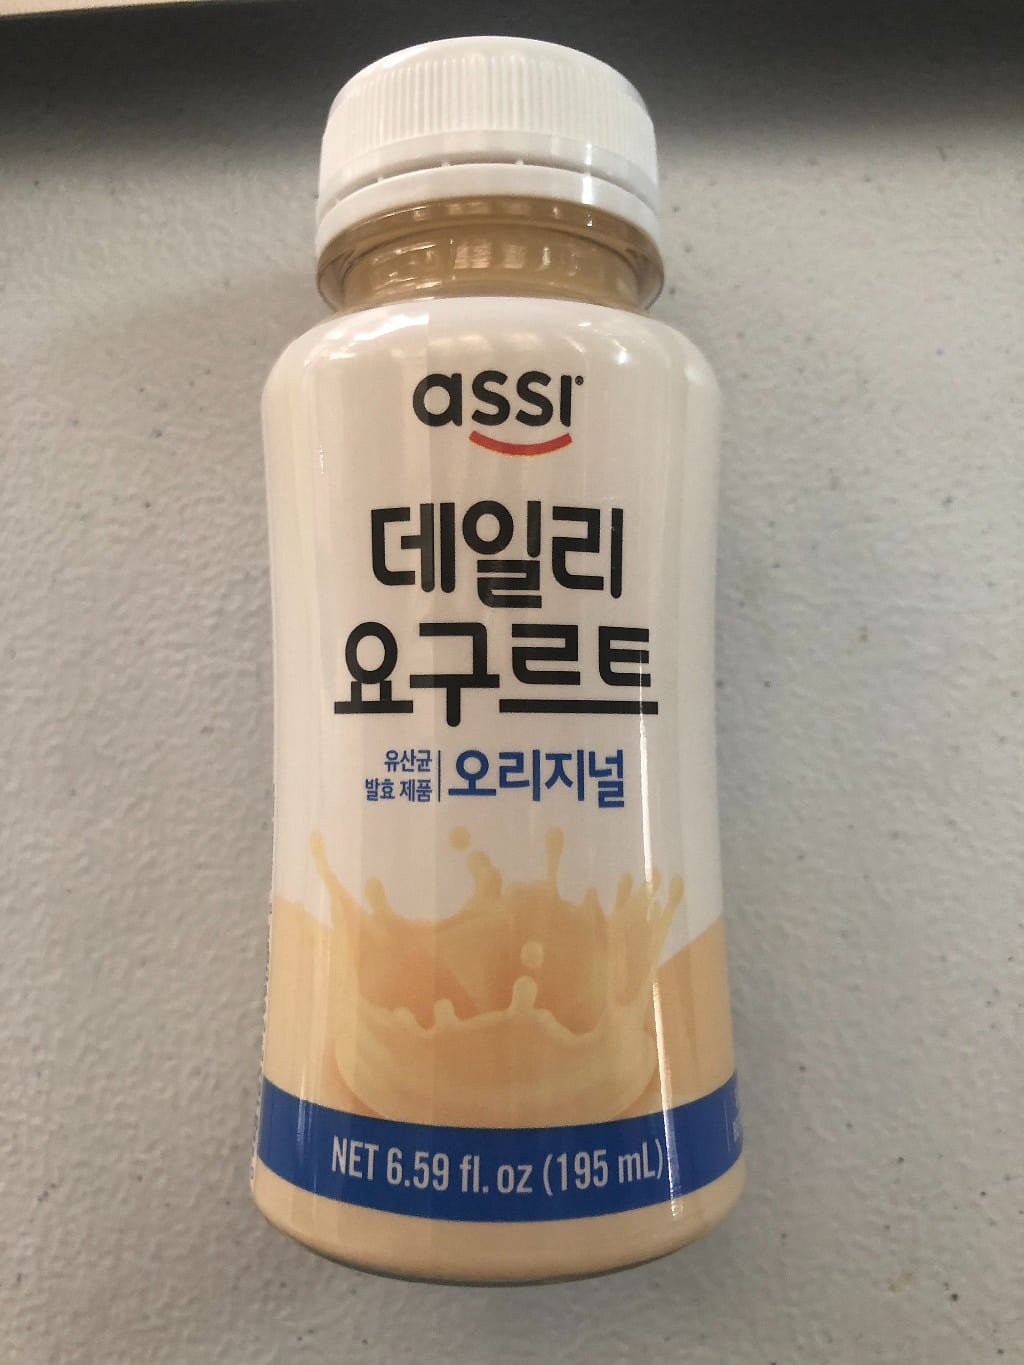 assi
데일리
요구르트
유산균
발효 제품
오리지널
NET 6.59 fl. oz (195 mL)